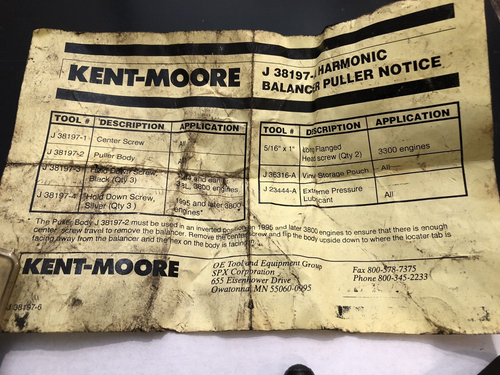 KENT-MOORE
J 38197- HARMONIC
BALANCER PULLER NOTICE
TOOL # DESCRIPTION APPLICATION
J 38197-1 Center Screw All
J 38197-2 Puller Body
J 38197-3 Hold Down Screw, and
Black (Qty 3) 3800 engines
J 38197-4 *Hold Down Screw, 1995 and later 3800
Silver (Qty 3) engines*
TOOL # DISCRIPTION APPLICATION
5/16" x 1" Flanged 3300 engines
Heat screw (Qty 2)
J 36316-A Storage Pouch All
J 23444-A Extreme Pressure All
Lubricant
*The Puller Body J 38197-2 must be used in an inverted position on 1995 and later 3800 engines to ensure that there is enough
center screw travel to remove the balancer. Remove the center screw and flip the body upside down to where the locater tab is
facing away from the balancer and the hex on the body is facing
KENT-MOORE
OE Tool and Equipment Group
SPX Corporation
655 Eisenhower Drive
Owatonna, MN 55060-0995
Fax 800-578-7375
Phone 800-345-2233
J 38197-6